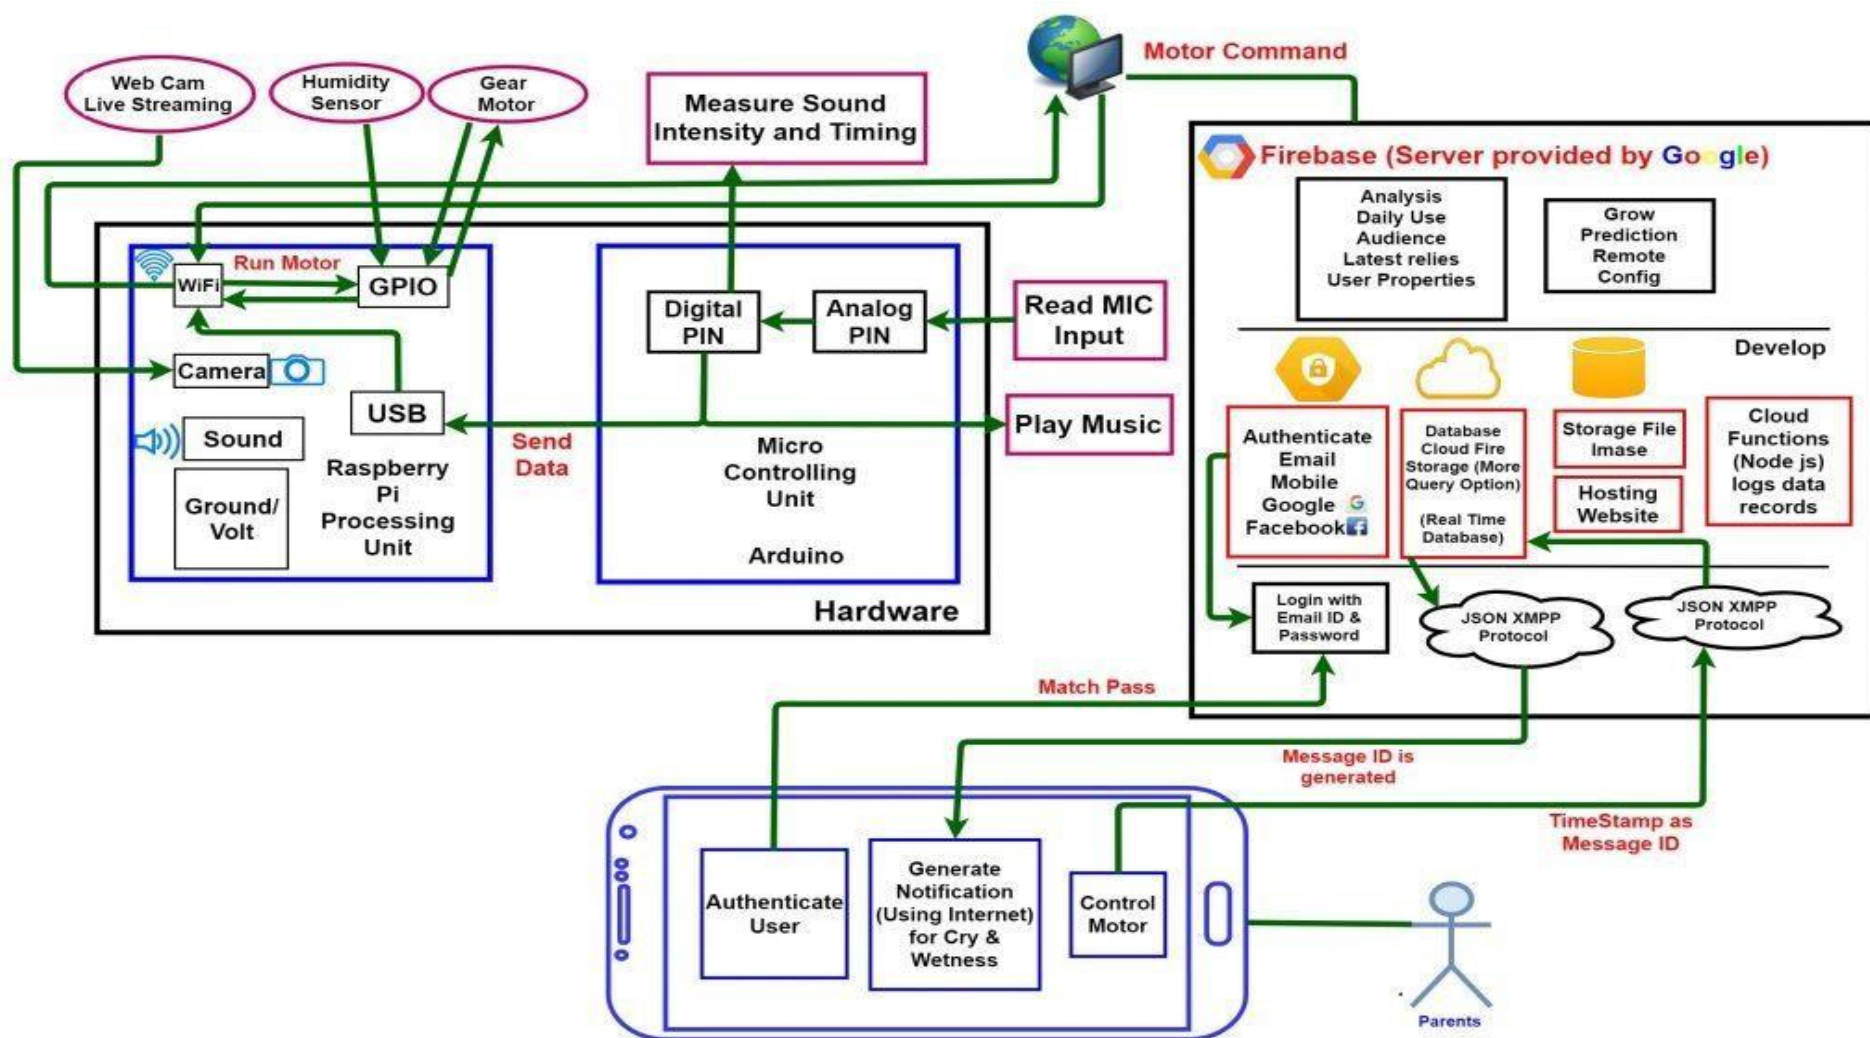 Motor Command
Web Cam
Live Streaming
Humidity
Sensor
Gear
Motor
Measure Sound
Intensity and Timing
Firebase (Server provided by Google)
Analysis
Daily Use
Audience
Latest relies
User Properties
Grow
Prediction
Remote
Config
WiFi
Run Motor
GPIO
Digital
PIN
Analog
PIN
Read MIC
Input
Develop
Camera
USB
Sound
Send
Data
Play Music
Ground/
Volt
Raspberry
Pi
Processing
Unit
Micro
Controlling
Unit
Arduino
Hardware
Authenticate
Email
Mobile
Google G
Facebook f
Database
Cloud Fire
Storage (More
Query Option)
(Real Time
Database)
Storage File
Imase
Hosting
Website
Cloud
Functions
(Node js)
logs data
records
Login with
Email ID &
Password
JSON XMPP
Protocol
JSON XMPP
Protocol
Match Pass
Message ID is
generated
TimeStamp as
Message ID
Authenticate
User
Generate
Notification
(Using Internet)
for Cry &
Wetness
Control
Motor
Parents